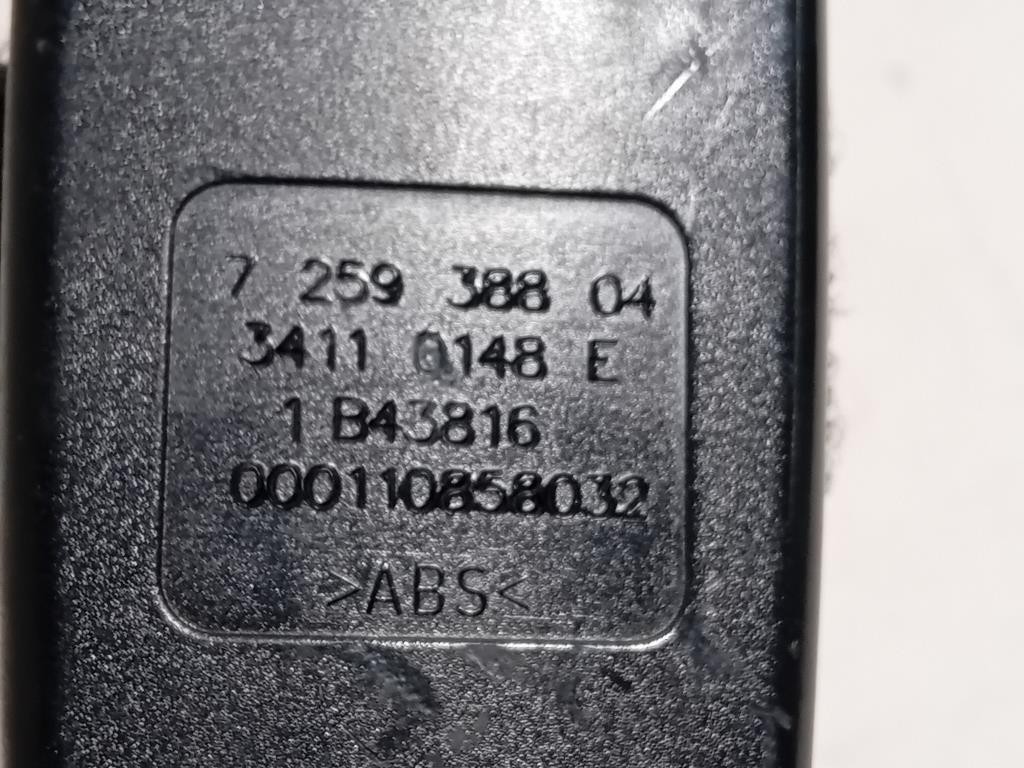 7 259 388 04
3411 0148 E
1 B43816
000110858032
>ABS<